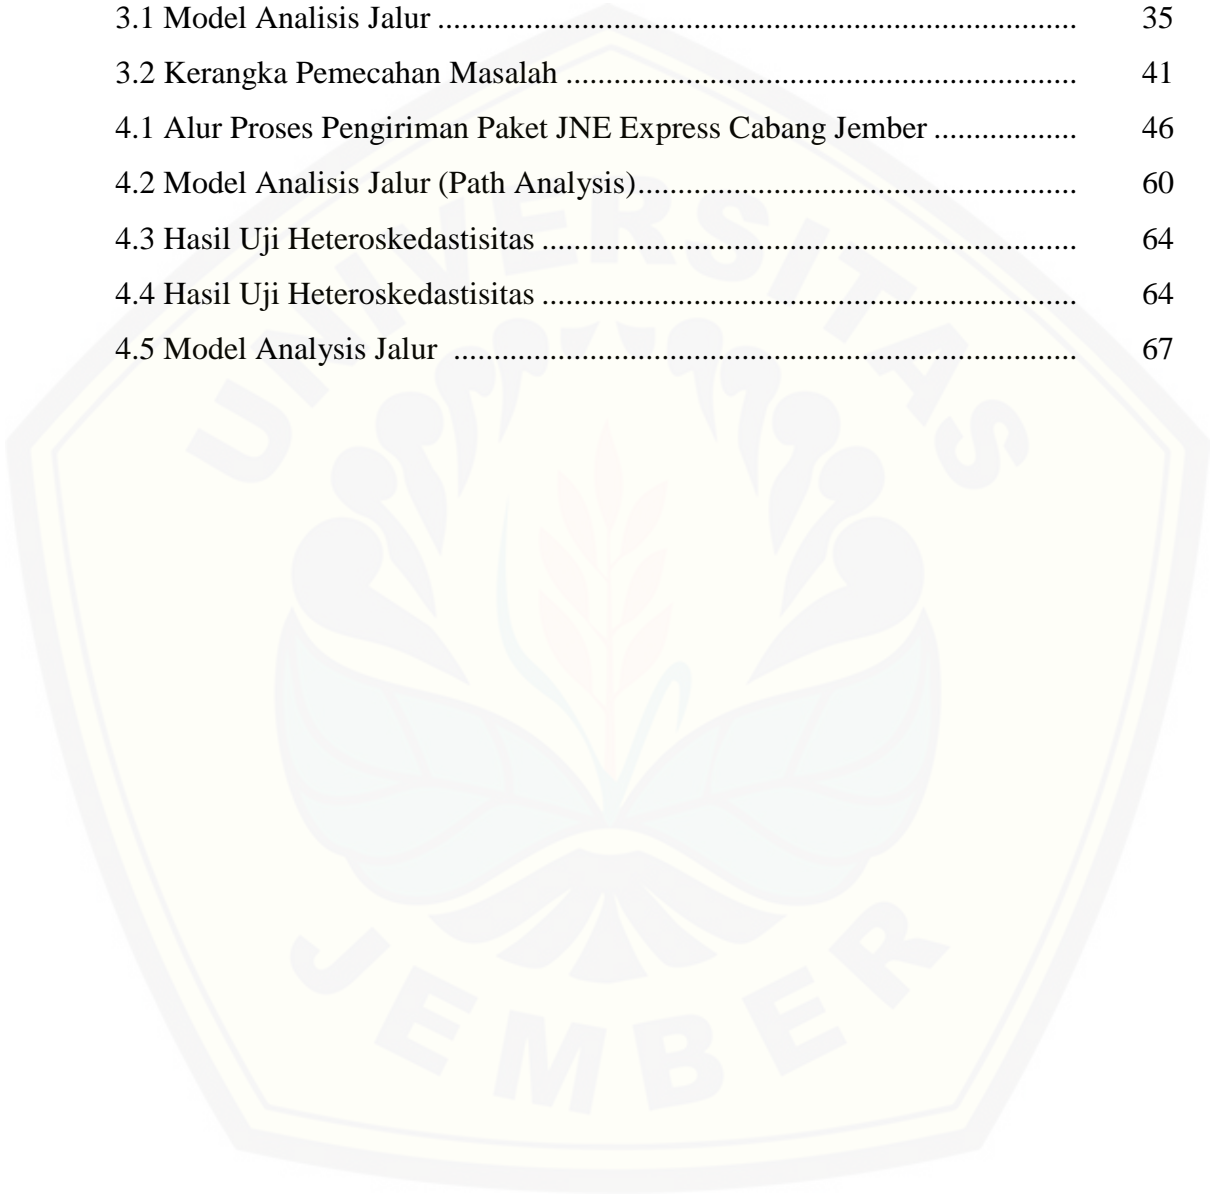 3.1 Model Analisis Jalur ................................................................................ 35
3.2 Kerangka Pemecahan Masalah ................................................................ 41
4.1 Alur Proses Pengiriman Paket JNE Express Cabang Jember .................. 46
4.2 Model Analisis Jalur (Path Analysis)....................................................... 60
4.3 Hasil Uji Heteroskedastisitas ................................................................... 64
4.4 Hasil Uji Heteroskedastisitas ................................................................... 64
4.5 Model Analysis Jalur .............................................................................. 67
UNIVERSITAS
JEMBER